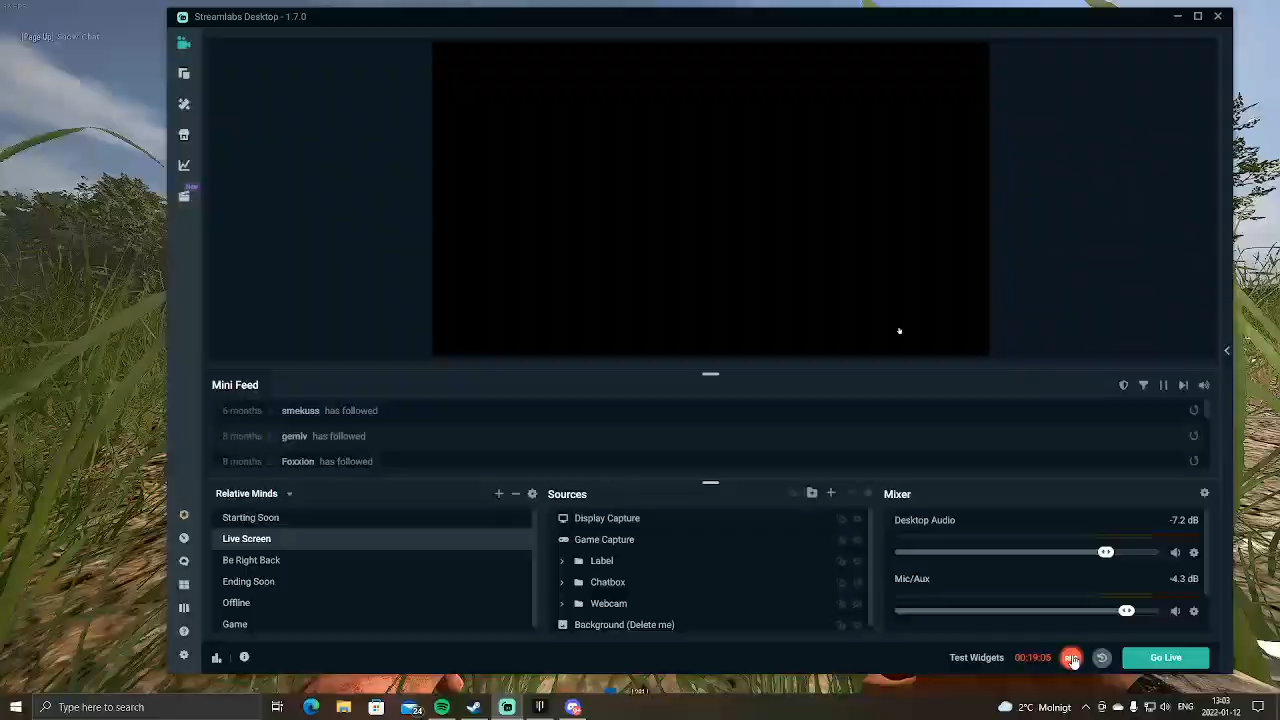 Streamlabs Desktop - 1.7.0
[Page Up]
New
Mini Feed
6 months smekuss has followed
8 months gemlv has followed
8 months Foxxion has followed
Relative Minds
Starting Soon
Live Screen
Be Right Back
Ending Soon
Offline
Game
Sources
Display Capture
Game Capture
Label
Chatbox
Webcam
Background (Delete me)
Mixer
Desktop Audio -7.2 dB
Mic/Aux -4.3 dB
Test Widgets 00:19:05 Go Live
Type here to search
24
2°C Molnigt ENG
13:03
2022-01-12